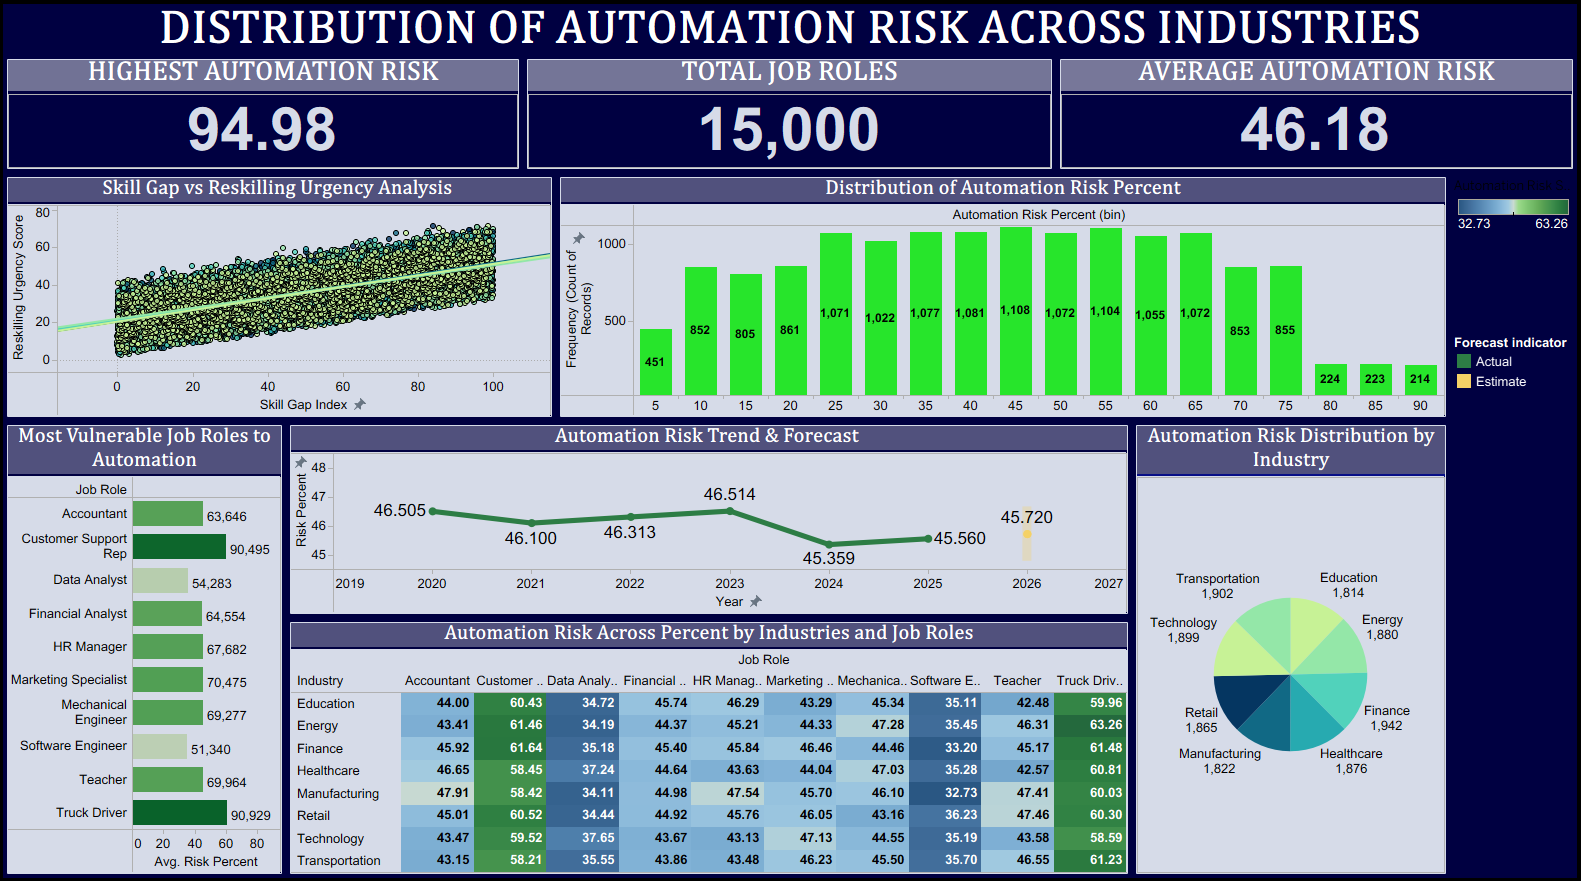 DISTRIBUTION OF AUTOMATION RISK ACROSS INDUSTRIES
HIGHEST AUTOMATION RISK
94.98
TOTAL JOB ROLES
15,000
AVERAGE AUTOMATION RISK
46.18
Skill Gap vs Reskilling Urgency Analysis
Reskilling Urgency Score
80
60
40
20
0
0 20 40 60 80 100
Skill Gap Index
Distribution of Automation Risk Percent
Automation Risk Percent (bin)
Frequency (Count of
Records)
1000
500
451 852 805 861 1,071 1,022 1,077 1,081 1,108 1,072 1,104 1,055 1,072 853 855 224 223 214
5 10 15 20 25 30 35 40 45 50 55 60 65 70 75 80 85 90
32.73 63.26
Forecast indicator
Actual
Estimate
Most Vulnerable Job Roles to
Automation
Job Role
Accountant 63,646
Customer Support
Rep 90,495
Data Analyst 54,283
Financial Analyst 64,554
HR Manager 67,682
Marketing Specialist 70,475
Mechanical
Engineer 69,277
Software Engineer 51,340
Teacher 69,964
Truck Driver 90,929
0 20 40 60 80
Avg. Risk Percent
Automation Risk Trend & Forecast
Risk Percent
48
47
46
45
46.505 46.100 46.313 46.514 45.359 45.560 45.720
2019 2020 2021 2022 2023 2024 2025 2026 2027
Year
Automation Risk Across Percent by Industries and Job Roles
Job Role
Industry Accountant Customer .. Data Analy.. Financial .. HR Manag.. Marketing .. Mechanica.. Software E.. Teacher Truck Driv..
Education 44.00 60.43 34.72 45.74 46.29 43.29 45.34 35.11 42.48 59.96
Energy 43.41 61.46 34.19 44.37 45.21 44.33 47.28 35.45 46.31 63.26
Finance 45.92 61.64 35.18 45.40 45.84 46.46 44.46 33.20 45.17 61.48
Healthcare 46.65 58.45 37.24 44.64 43.63 44.04 47.03 35.28 42.57 60.81
Manufacturing 47.91 58.42 34.11 44.98 47.54 45.70 46.10 32.73 47.41 60.03
Retail 45.01 60.52 34.44 44.92 45.76 46.05 43.16 36.23 47.46 60.30
Technology 43.47 59.52 37.65 43.67 43.13 47.13 44.55 35.19 43.58 58.59
Transportation 43.15 58.21 35.55 43.86 43.48 46.23 45.50 35.70 46.55 61.23
Automation Risk Distribution by
Industry
Transportation
1,902
Education
1,814
Technology
1,899
Energy
1,880
Retail
1,865
Finance
1,942
Manufacturing
1,822
Healthcare
1,876